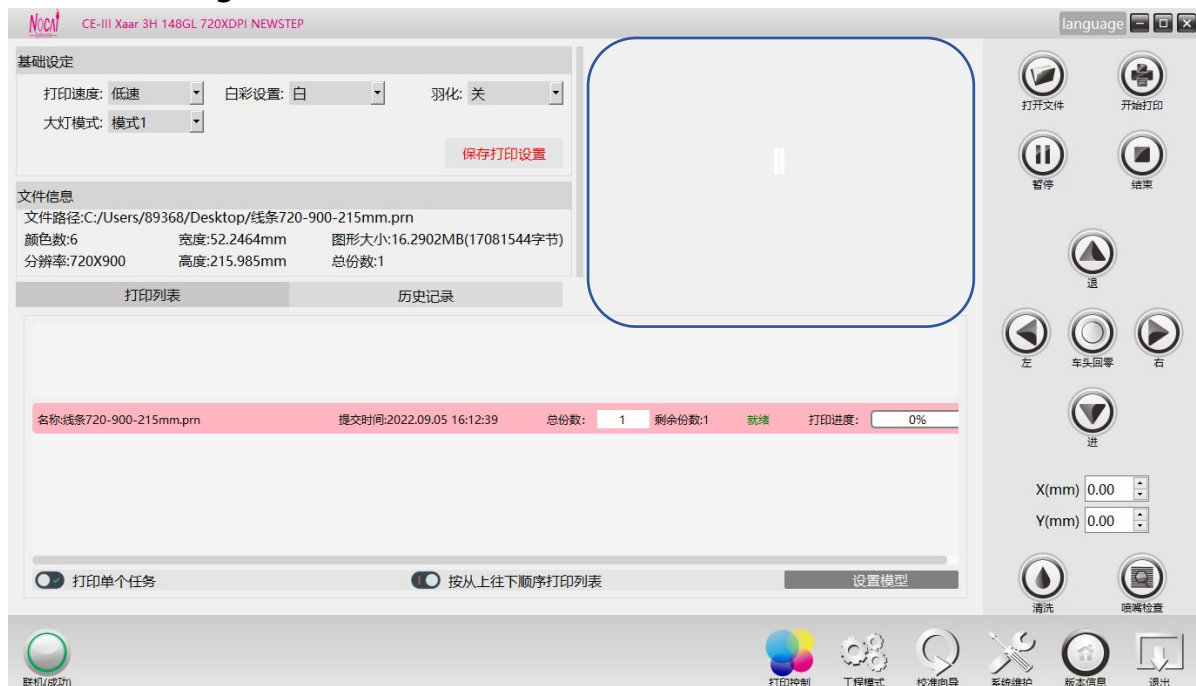 Nocai CE-III Xaar 3H 148GL 720XDPI NEWSTEP language
基础设定
打印速度: 低速 白彩设置: 白 羽化: 关
大灯模式: 模式1
保存打印设置
文件信息
文件路径:C:/Users/89368/Desktop/线条720-900-215mm.prn
颜色数:6 宽度:52.2464mm 图形大小:16.2902MB(17081544字节)
分辨率:720X900 高度:215.985mm 总份数:1
打印列表 历史记录
名称:线条720-900-215mm.prn 提交时间:2022.09.05 16:12:39 总份数: 1 剩余份数:1 就绪 打印进度: 0%
打印单个任务 按从上往下顺序打印列表 设置模型
打开文件 开始打印
暂停 结束
退
左 车头回零 右
进
X(mm) 0.00
Y(mm) 0.00
清洗 喷嘴检查
联机(成功) 打印控制 工程模式 校准向导 系统维护 版本信息 退出